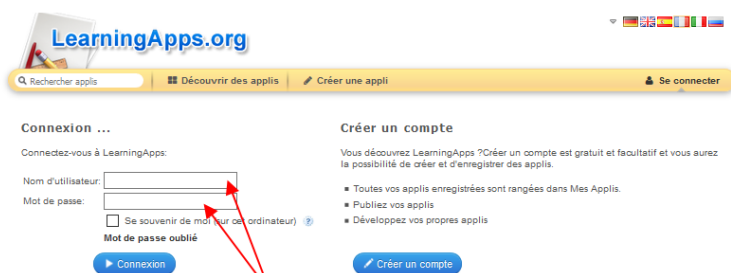 LearningApps.org
Rechercher applis
Découvrir des applis
Créer une appli
Se connecter
Connexion ...
Connectez-vous à LearningApps:
Nom d'utilisateur:
Mot de passe:
Se souvenir de moi (sur cet ordinateur) ?
Mot de passe oublié
Connexion
Créer un compte
Vous découvrez LearningApps ?Créer un compte est gratuit et facultatif et vous aurez
la possibilité de créer et d'enregistrer des applis.
Toutes vos applis enregistrées sont rangées dans Mes Applis.
Publiez vos applis
Développez vos propres applis
Créer un compte